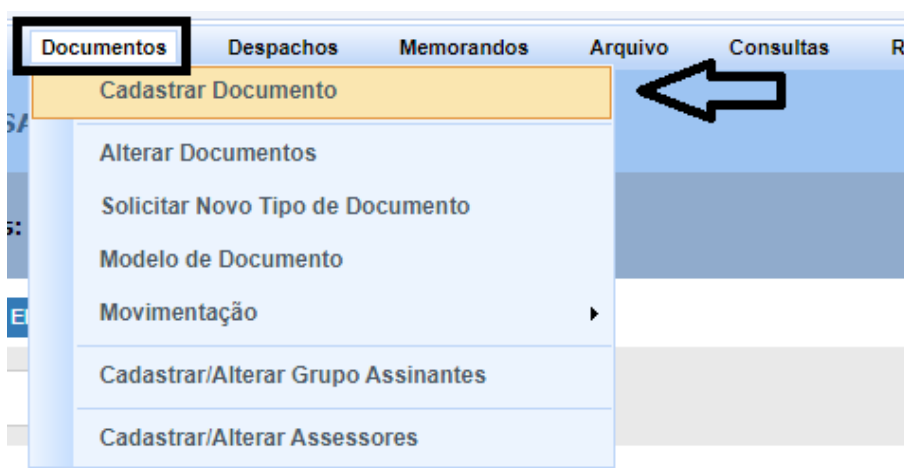 Documentos Despachos Memorandos Arquivo Consultas R
Cadastrar Documento
Alterar Documentos
Solicitar Novo Tipo de Documento
Modelo de Documento
Movimentação
Cadastrar/Alterar Grupo Assinantes
Cadastrar/Alterar Assessores